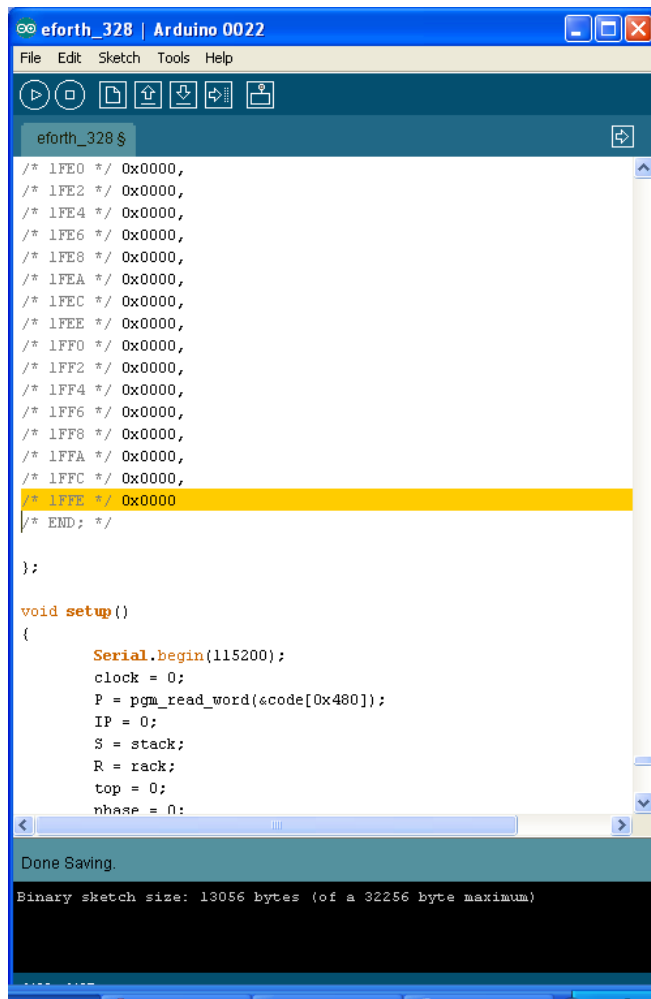 eforth_328 | Arduino 0022
File Edit Sketch Tools Help
eforth_328 §
/* 1FE0 */ 0x0000,
/* 1FE2 */ 0x0000,
/* 1FE4 */ 0x0000,
/* 1FE6 */ 0x0000,
/* 1FE8 */ 0x0000,
/* 1FEA */ 0x0000,
/* 1FEC */ 0x0000,
/* 1FEE */ 0x0000,
/* 1FF0 */ 0x0000,
/* 1FF2 */ 0x0000,
/* 1FF4 */ 0x0000,
/* 1FF6 */ 0x0000,
/* 1FF8 */ 0x0000,
/* 1FFA */ 0x0000,
/* 1FFC */ 0x0000,
/* 1FFE */ 0x0000
/* END; */
};
void setup()
{
Serial.begin(115200);
clock = 0;
P = pgm_read_word(&code[0x480]);
IP = 0;
S = stack;
R = rack;
top = 0;
phase = 0;
Done Saving.
Binary sketch size: 13056 bytes (of a 32256 byte maximum)